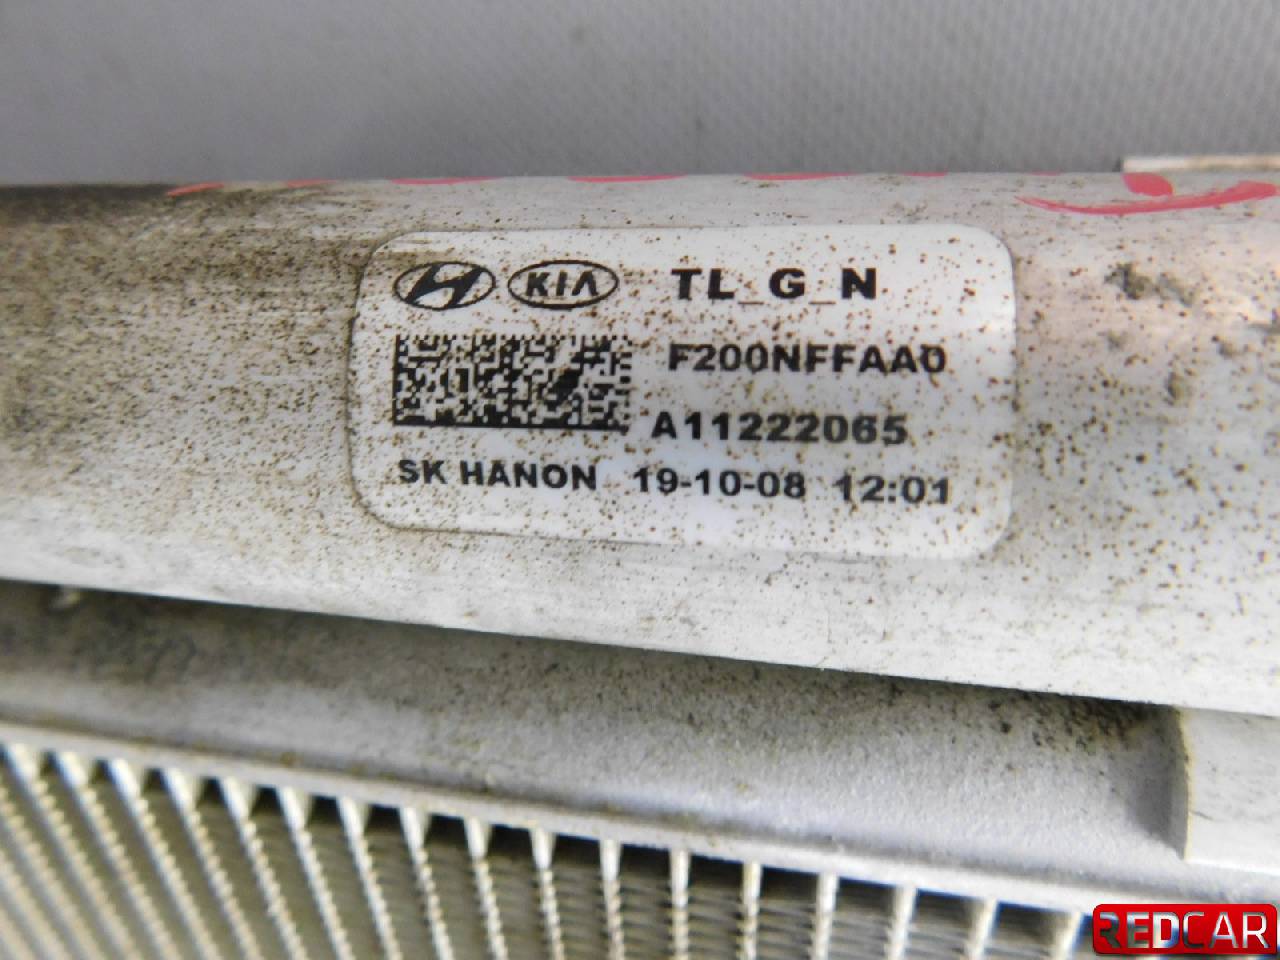 KIA TL_G_N
F200NFFAA0
A11222065
SK HANON 19-10-08 12:01
REDCAR